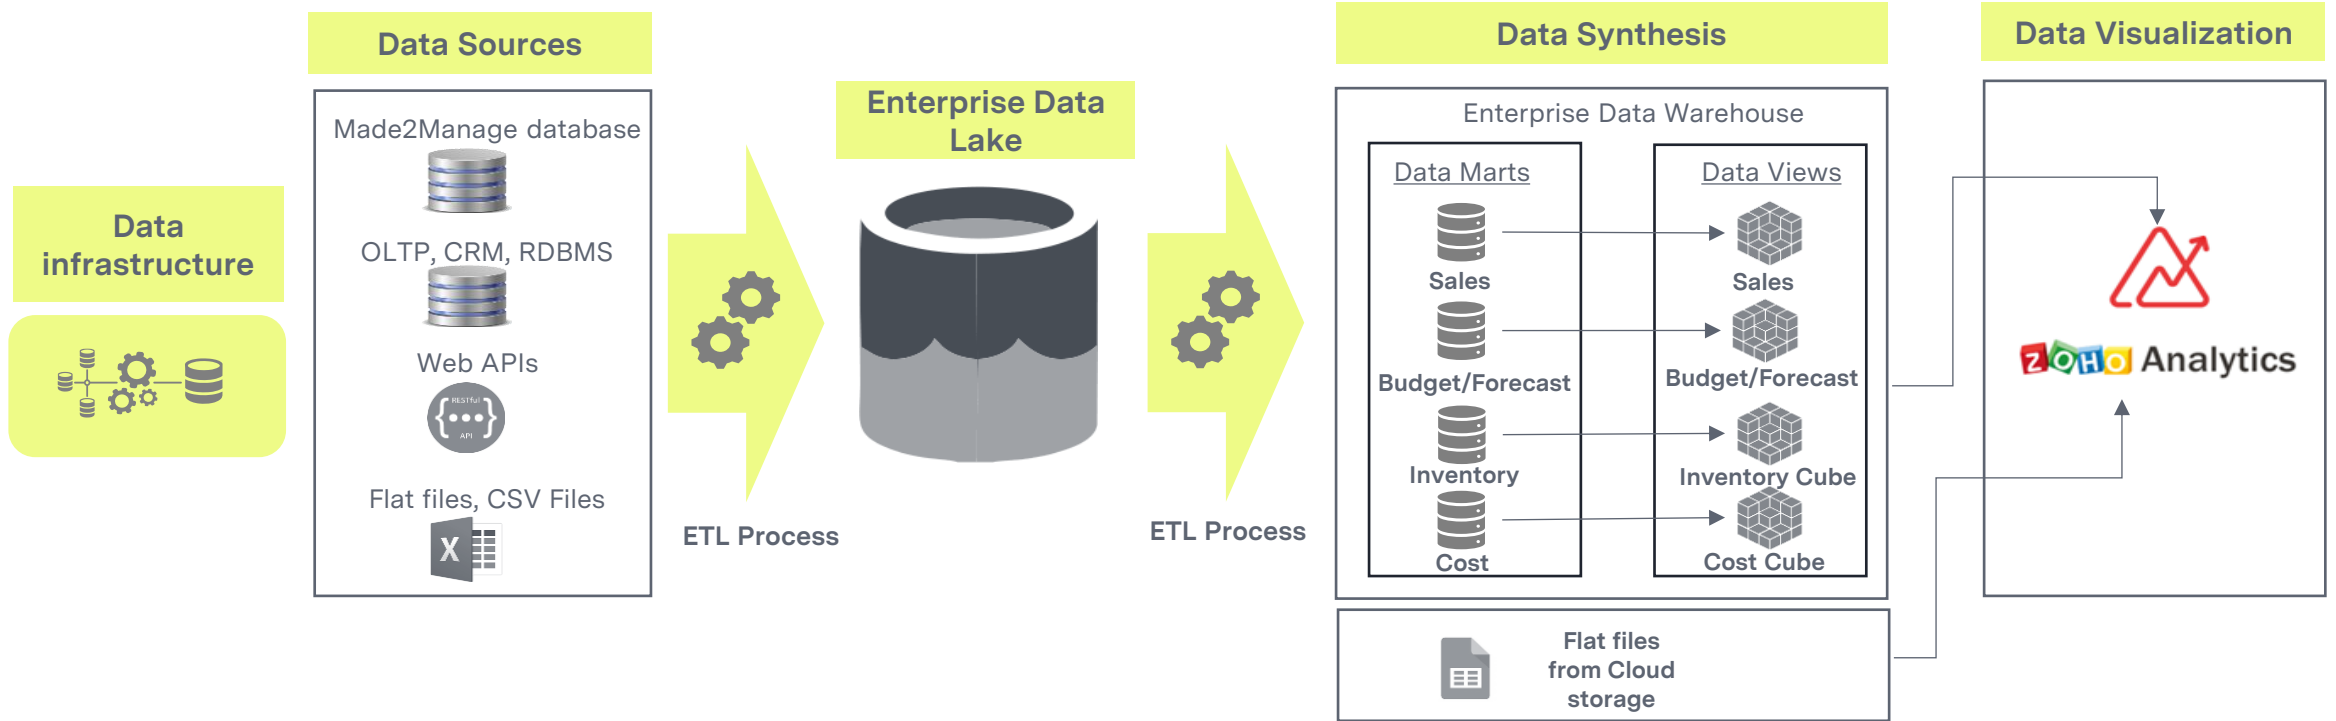 Data
infrastructure
Data Sources
Made2Manage database
OLTP, CRM, RDBMS
Web APIs
RESTful
{•••}
API
Flat files, CSV Files
X
ETL Process
Enterprise Data
Lake
ETL Process
Data Synthesis
Enterprise Data Warehouse
Data Marts
Sales
Budget/Forecast
Inventory
Cost
Data Views
Sales
Budget/Forecast
Inventory Cube
Cost Cube
Flat files
from Cloud
storage
Data Visualization
ZOHO Analytics